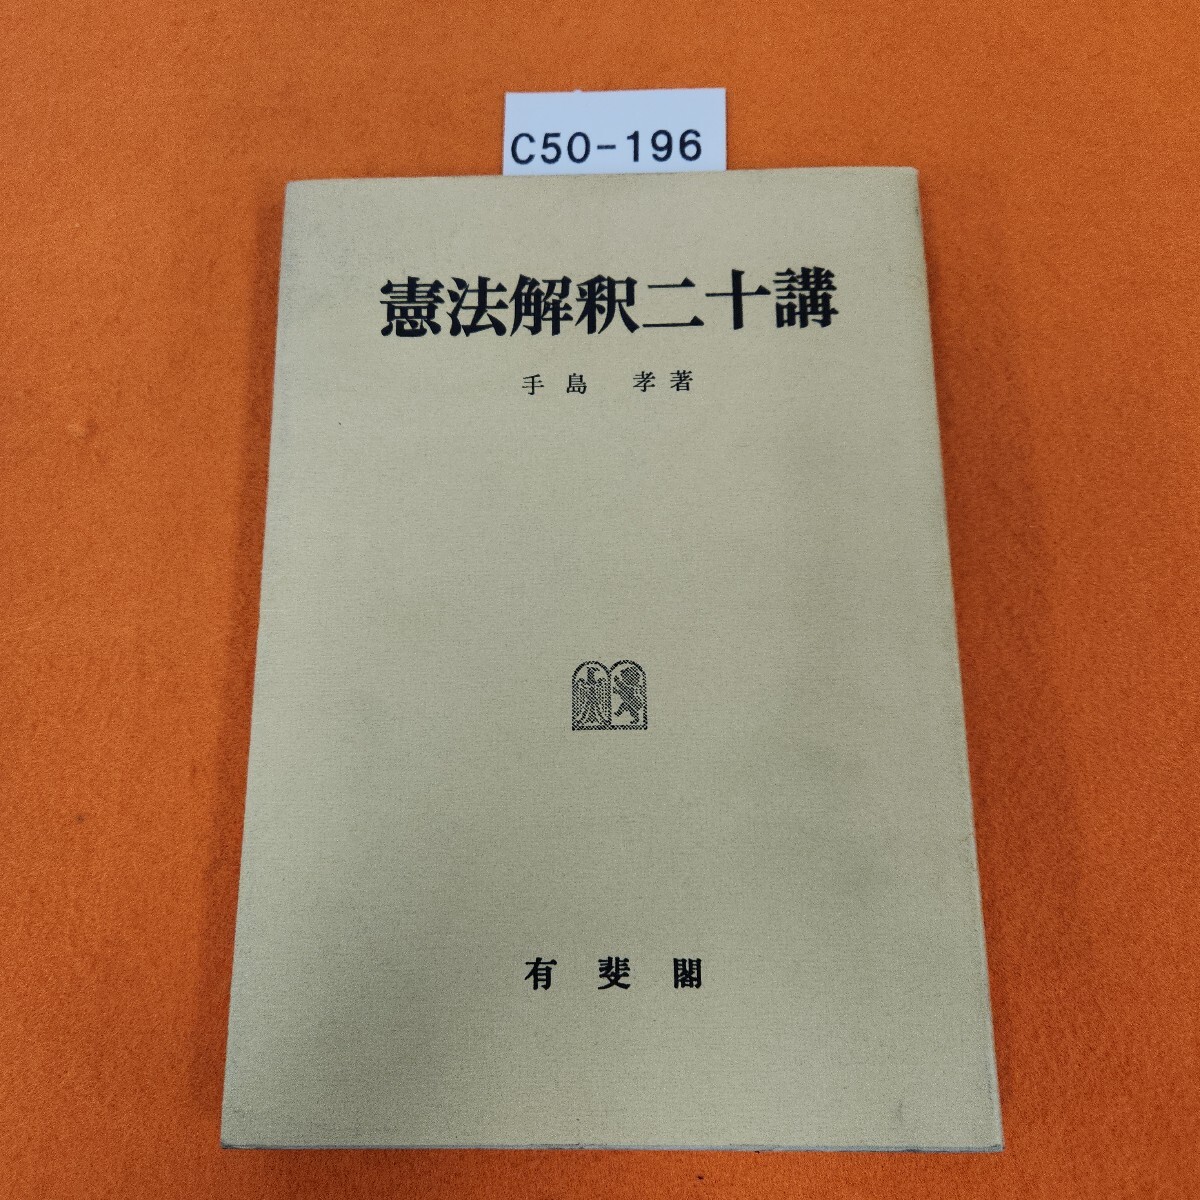 C50-196
憲法解釈二十講
手島 孝著
有斐閣